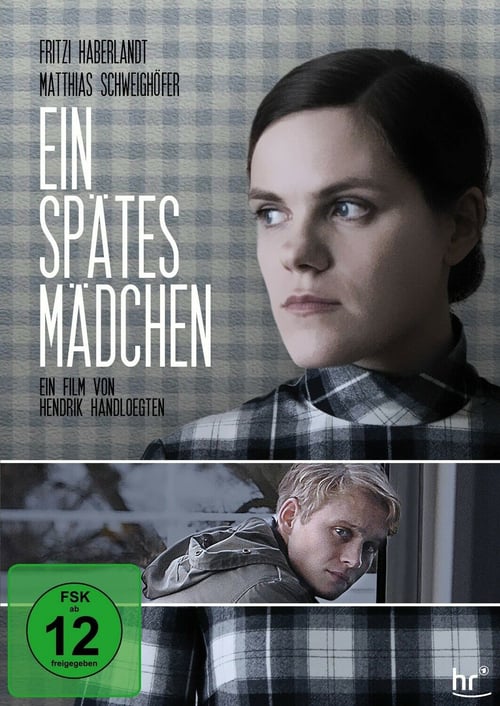 FRITZI HABERLANDT
MATTHIAS SCHWEIGHÖFER
EIN
SPÄTES
MÄDCHEN
EIN FILM VON
HENDRIK HANDLOEGTEN
FSK
ab
12
freigegeben
hr